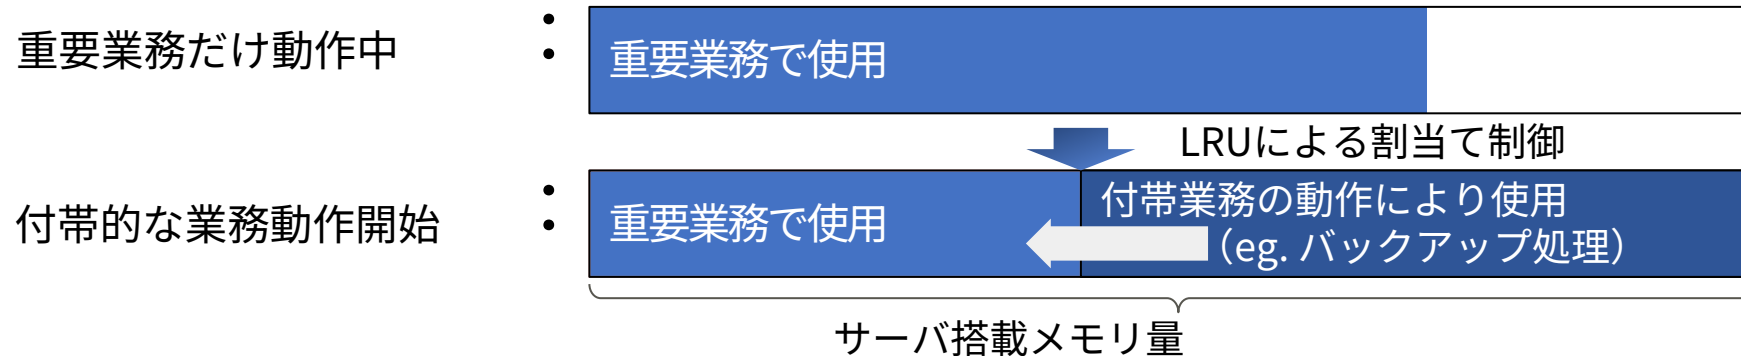 重要業務だけ動作中
重要業務で使用
LRUによる割当て制御
付帯的な業務動作開始
重要業務で使用
付帯業務の動作により使用
（eg. バックアップ処理）
サーバ搭載メモリ量